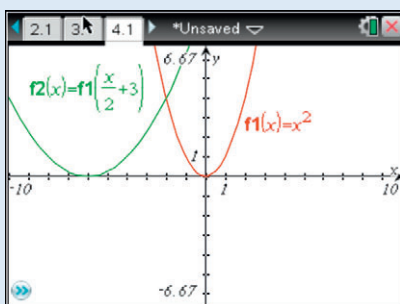 2.1 3. 4.1 *Unsaved
6.67 y
f2(x)=f1(x/2+3)
f1(x)=x²
1
x
-10 1 10
-6.67